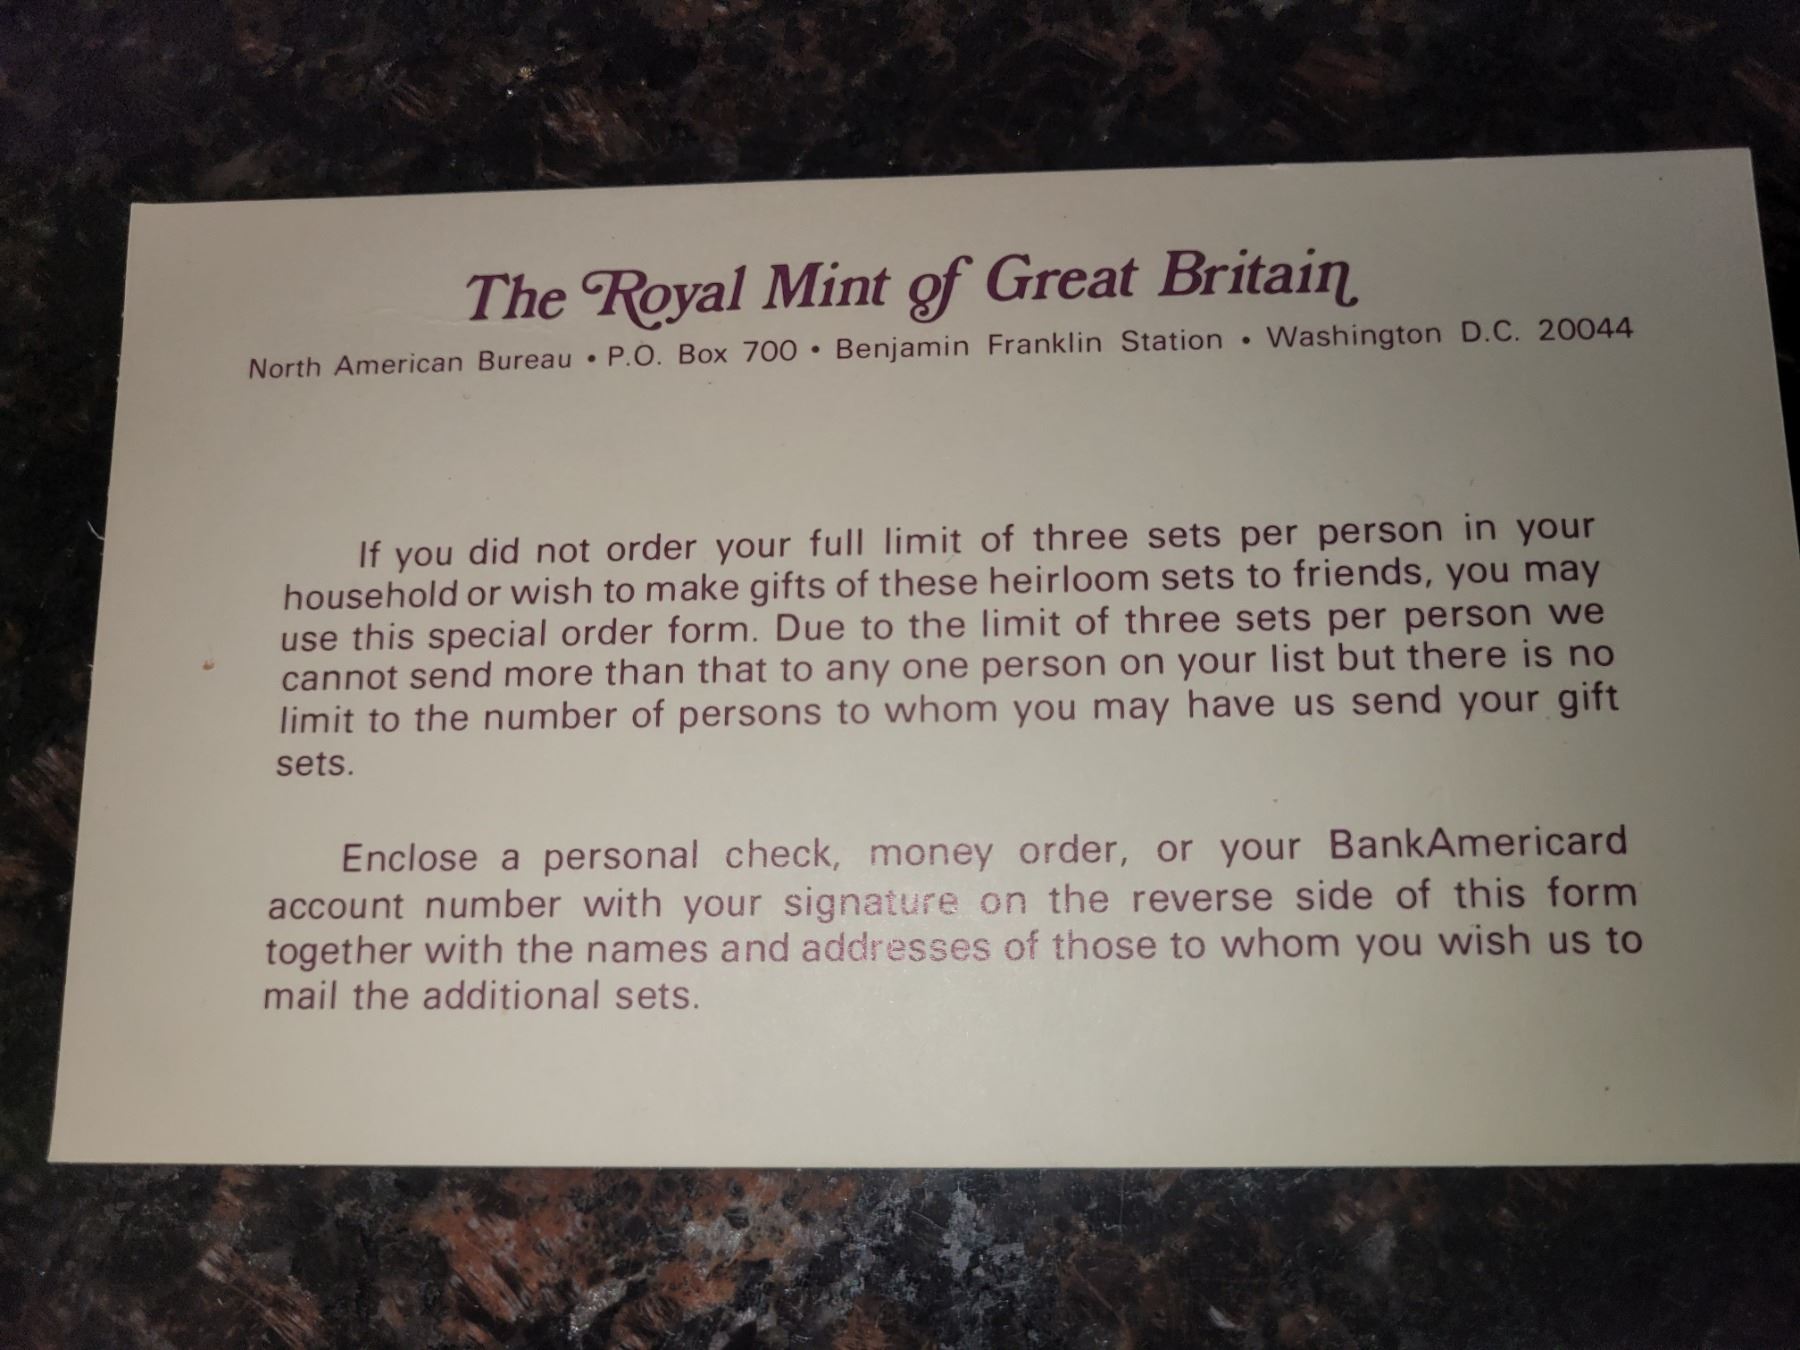 The Royal Mint of Great Britain
North American Bureau • P.O. Box 700 • Benjamin Franklin Station • Washington D.C. 20044
If you did not order your full limit of three sets per person in your
household or wish to make gifts of these heirloom sets to friends, you may
use this special order form. Due to the limit of three sets per person we
cannot send more than that to any one person on your list but there is no
limit to the number of persons to whom you may have us send your gift
sets.
Enclose a personal check, money order, or your BankAmericard
account number with your signature on the reverse side of this form
together with the names and addresses of those to whom you wish us to
mail the additional sets.